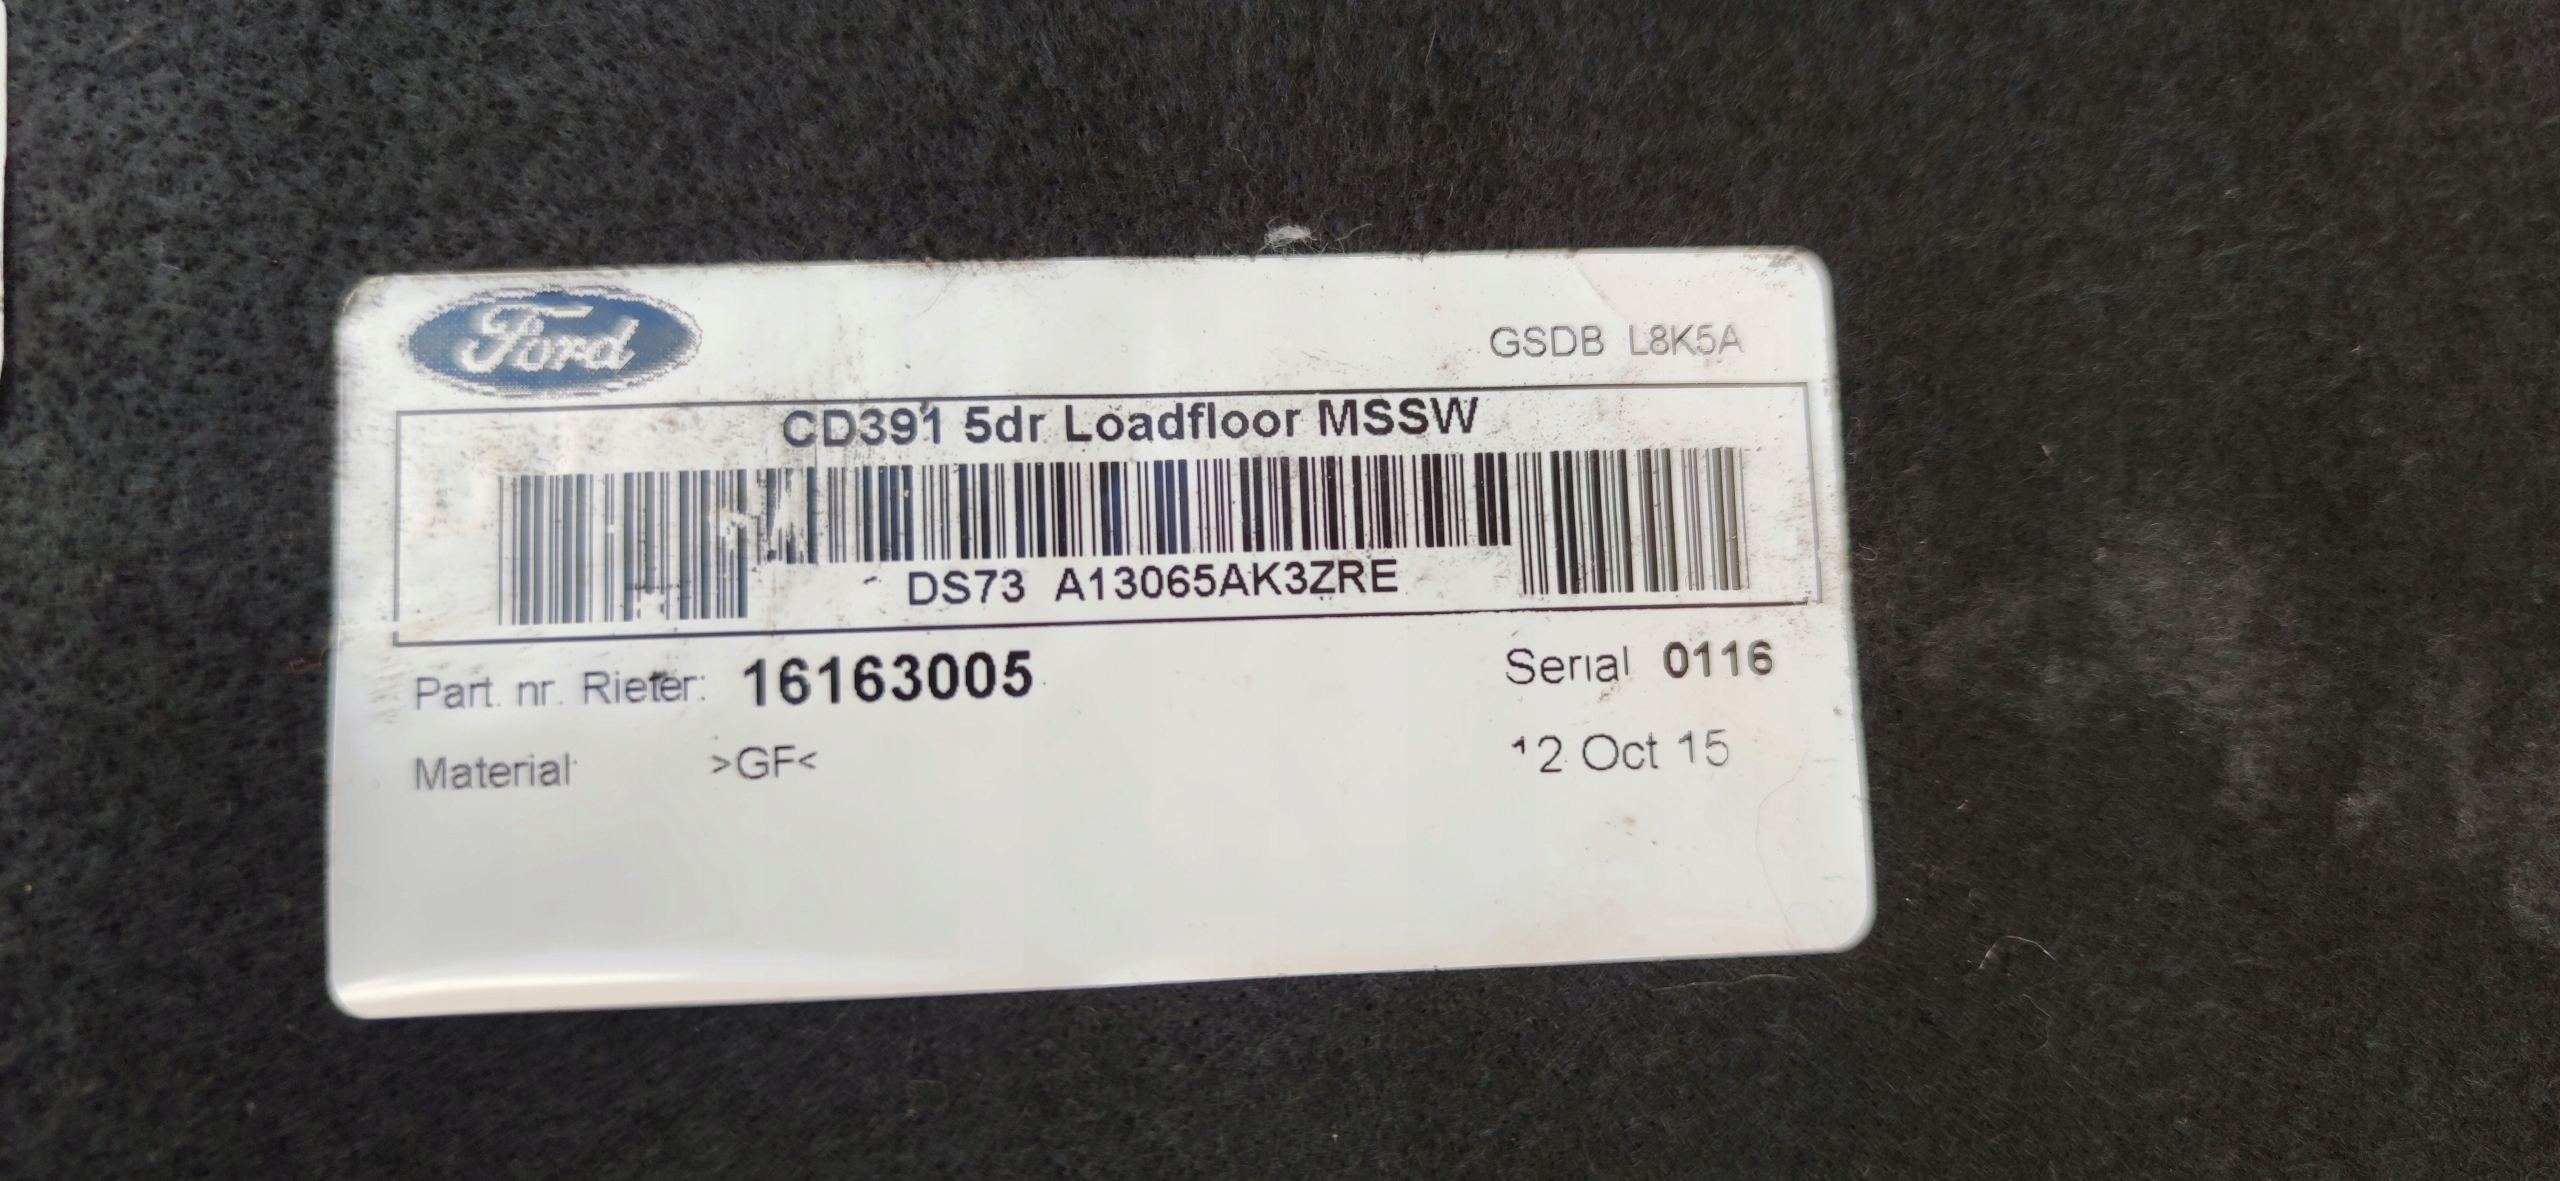 Ford
GSDB L8K5A
CD391 5dr Loadfloor MSSW
DS73 A13065AK3ZRE
Part. nr. Rieter: 16163005
Serial 0116
Material >GF<
12 Oct 15